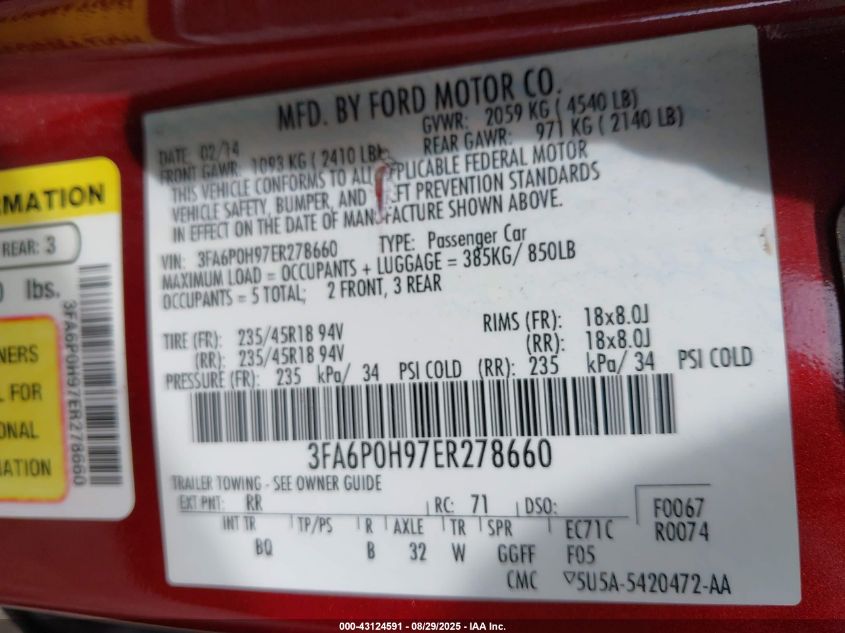 MFD. BY FORD MOTOR CO.
DATE: 02/14 GVWR: 2059 KG ( 4540 LB)
FRONT GAWR: 1093 KG ( 2410 LB) REAR GAWR: 971 KG ( 2140 LB)
THIS VEHICLE CONFORMS TO ALL APPLICABLE FEDERAL MOTOR
VEHICLE SAFETY, BUMPER, AND THEFT PREVENTION STANDARDS
IN EFFECT ON THE DATE OF MANUFACTURE SHOWN ABOVE.
VIN: 3FA6P0H97ER278660 TYPE: Passenger Car
MAXIMUM LOAD = OCCUPANTS + LUGGAGE = 385KG/ 850LB
OCCUPANTS = 5 TOTAL; 2 FRONT, 3 REAR
TIRE (FR): 235/45R18 94V RIMS (FR): 18x8.0J
(RR): 235/45R18 94V (RR): 18x8.0J
PRESSURE (FR): 235 kPa/ 34 PSI COLD (RR): 235 kPa/ 34 PSI COLD
3FA6P0H97ER278660
TRAILER TOWING - SEE OWNER GUIDE
EXT PNT: RR RC: 71 DSO: F0067
INT TR TP/PS R AXLE TR SPR EC71C R0074
BQ B 32 W GGFF F05
CMC ▽5U5A-5420472-AA
RMATION
REAR: 3
0 lbs.
3FA6P0H97ER278660
NERS
L FOR
ONAL
MATION
000-43124591 - 08/29/2025 - IAA Inc.